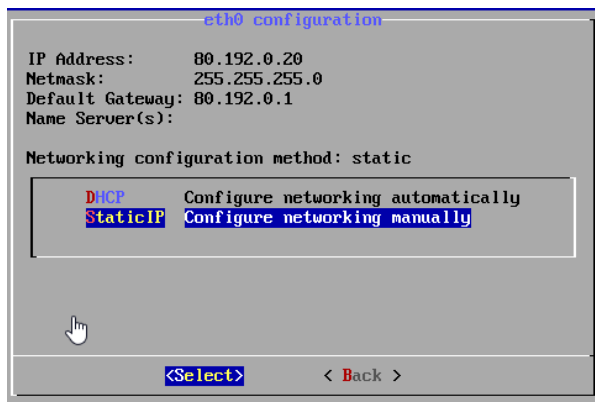 eth0 configuration
IP Address: 80.192.0.20
Netmask: 255.255.255.0
Default Gateway: 80.192.0.1
Name Server(s):
Networking configuration method: static
DHCP Configure networking automatically
StaticIP Configure networking manually
<Select> < Back >